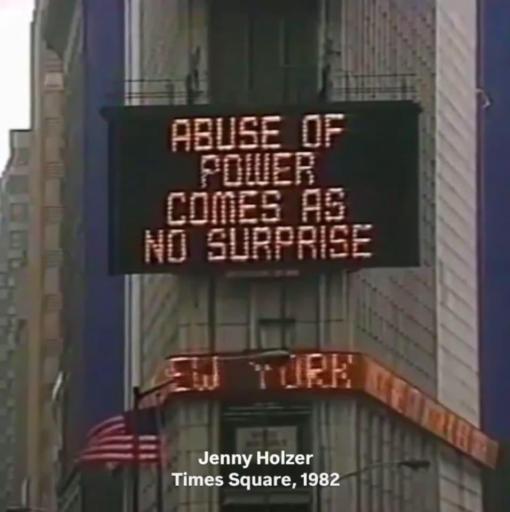 ABUSE OF
POWER
COMES AS
NO SURPRISE
EW YORK
Jenny Holzer
Times Square, 1982